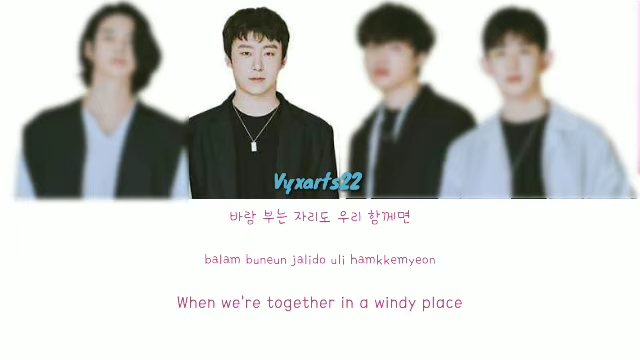 Vyxarts22
바람 부는 자리도 우리 함께면
balam buneun jalido uli hamkkemyeon
When we're together in a windy place